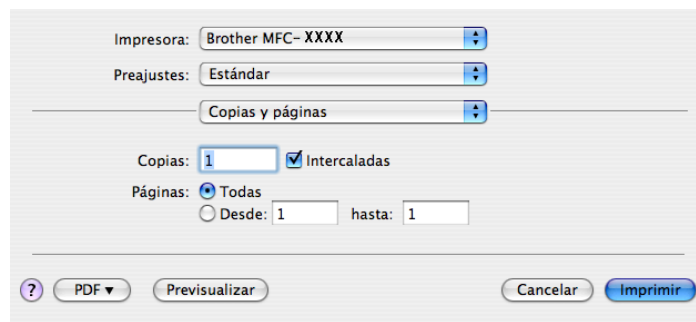 Impresora: Brother MFC- XXXX
Preajustes: Estándar
Copias y páginas
Copias: 1 Intercaladas
Páginas: Todas
Desde: 1 hasta: 1
? PDF Previsualizar Cancelar Imprimir